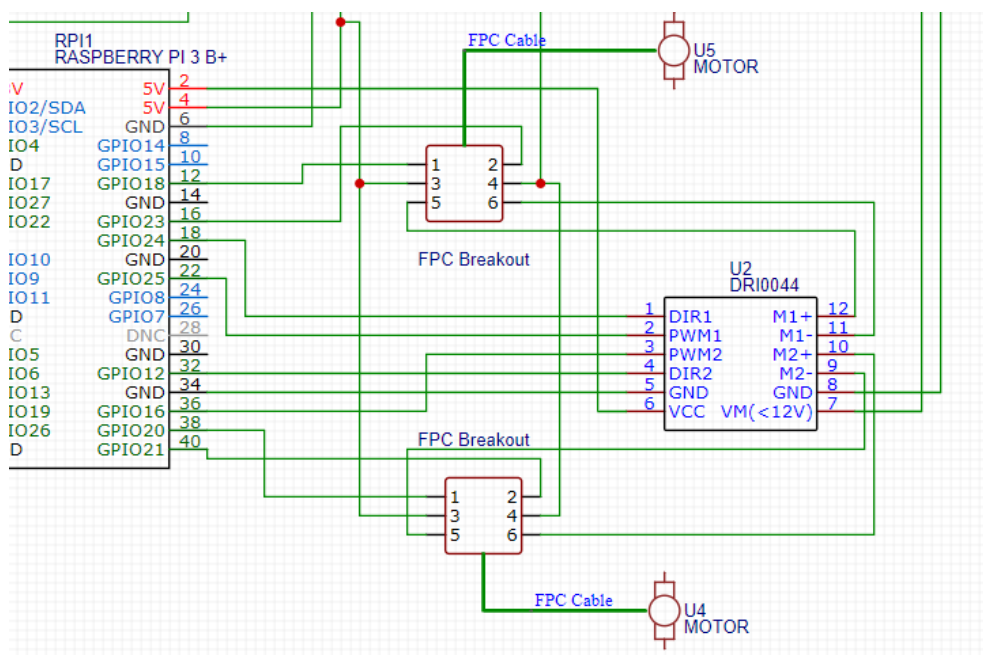 FPC Cable
U5
MOTOR
RPI1
RASPBERRY PI 3 B+
V 5V 2
IO2/SDA 5V 4
IO3/SCL GND 6
IO4 GPIO14 8
D GPIO15 10
IO17 GPIO18 12
IO27 GND 14
IO22 GPIO23 16
GPIO24 18
IO10 GND 20
IO9 GPIO25 22
IO11 GPIO8 24
D GPIO7 26
C DNC 28
IO5 GND 30
IO6 GPIO12 32
IO13 GND 34
IO19 GPIO16 36
IO26 GPIO20 38
D GPIO21 40
1 2
3 4
5 6
FPC Breakout
U2
DRI0044
1 DIR1 M1+ 12
2 PWM1 M1- 11
3 PWM2 M2+ 10
4 DIR2 M2- 9
5 GND GND 8
6 VCC VM(<12V) 7
FPC Breakout
1 2
3 4
5 6
FPC Cable
U4
MOTOR